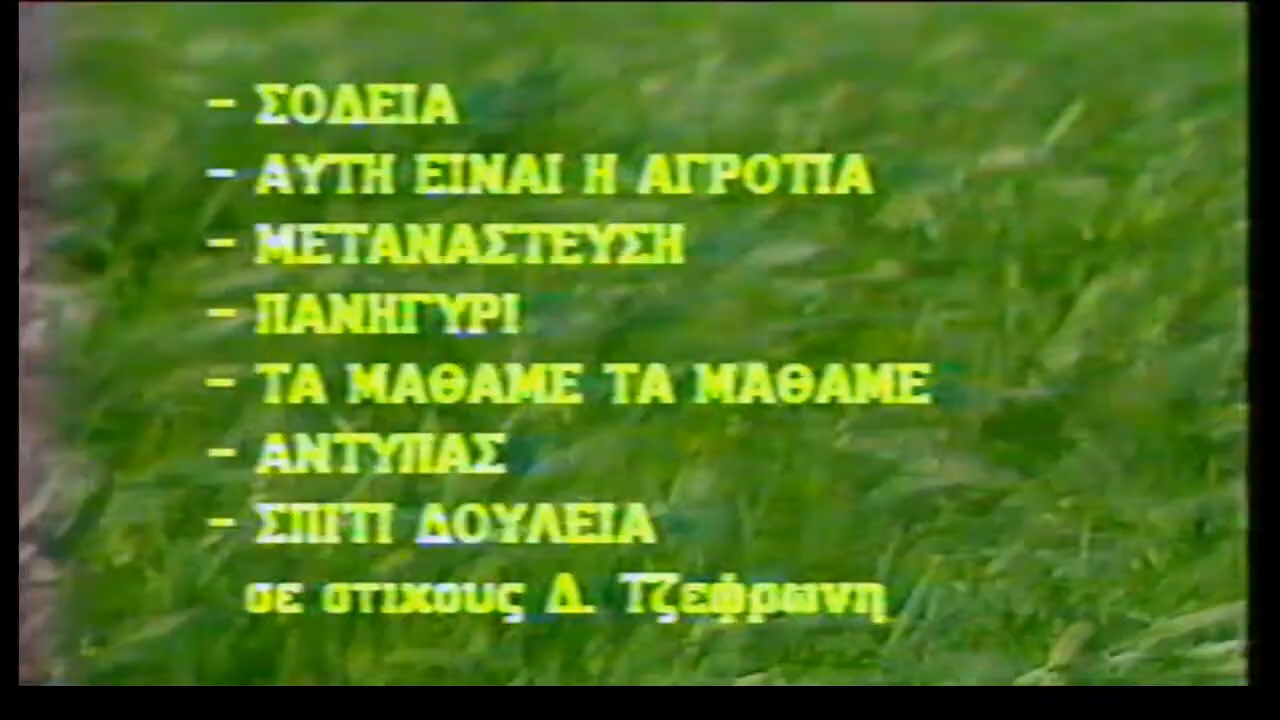 - ΣΟΔΕΙΑ
- ΑΥΤΗ ΕΙΝΑΙ Η ΑΓΡΟΤΙΑ
- ΜΕΤΑΝΑΣΤΕΥΣΗ
- ΠΑΝΗΓΥΡΙ
- ΤΑ ΜΑΘΑΜΕ ΤΑ ΜΑΘΑΜΕ
- ΑΝΤΥΠΑΣ
- ΣΠΙΤΙ ΔΟΥΛΕΙΑ
σε στιχους Δ. Τζεφρωνη